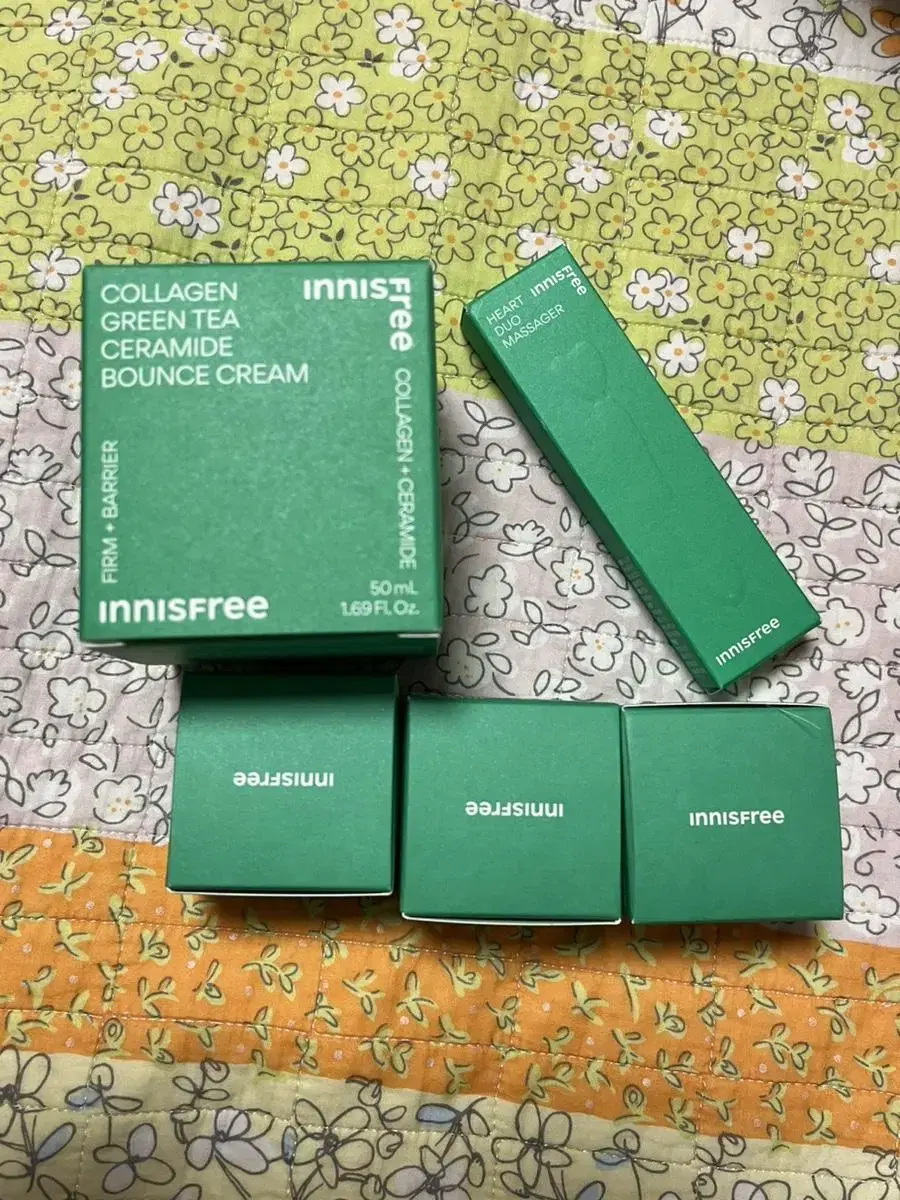 COLLAGEN
GREEN TEA
CERAMIDE
BOUNCE CREAM
INNISFree
COLLAGEN + CERAMIDE
FIRM + BARRIER
INNISFree
50 mL
1.69 Fl. Oz.
HEART
DUO
MASSAGER
INNISFree
INNISFree
INNISFree
INNISFree
INNISFree